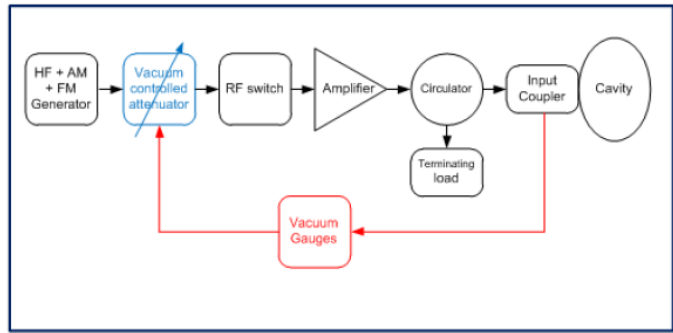 HF + AM
+ FM
Generator
Vacuum
controlled
attenuator
RF switch
Amplifier
Circulator
Input
Coupler
Cavity
Terminating
load
Vacuum
Gauges